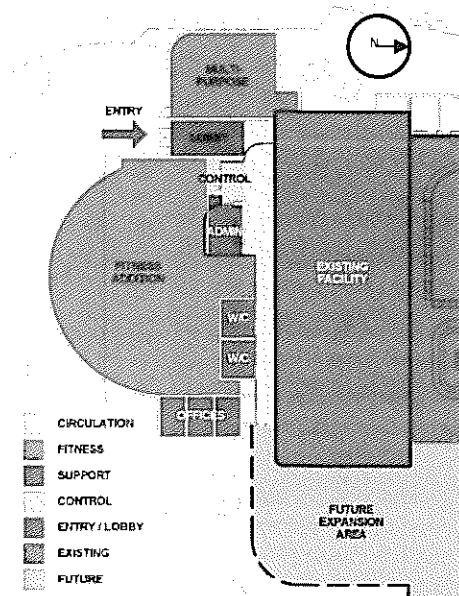 N
MULTI-
PURPOSE
ENTRY
LOBBY
CONTROL
ADMIN
FITNESS
ADDITION
EXISTING
FACILITY
W/C
W/C
OFFICES
CIRCULATION
FITNESS
SUPPORT
CONTROL
ENTRY / LOBBY
EXISTING
FUTURE
FUTURE
EXPANSION
AREA